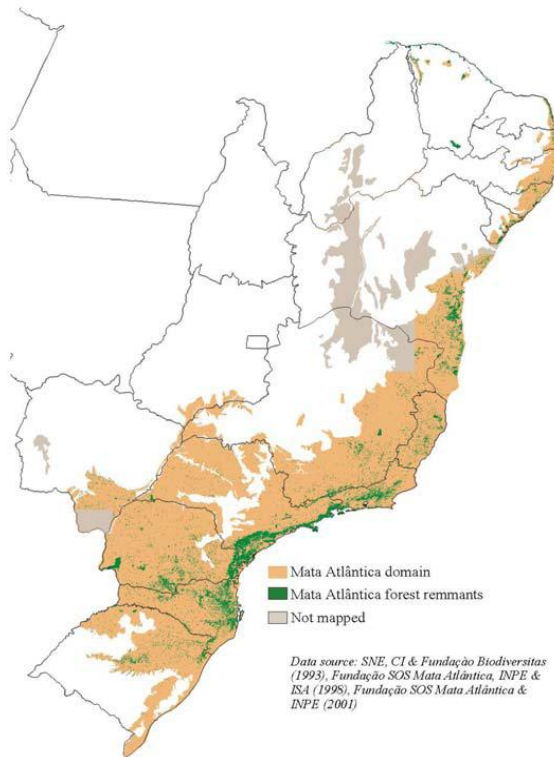 Mata Atlântica domain
Mata Atlântica forest remnants
Not mapped
Data source: SNE, CI & Fundação Biodiversitas
(1993), Fundação SOS Mata Atlântica, INPE &
ISA (1998), Fundação SOS Mata Atlântica &
INPE (2001)